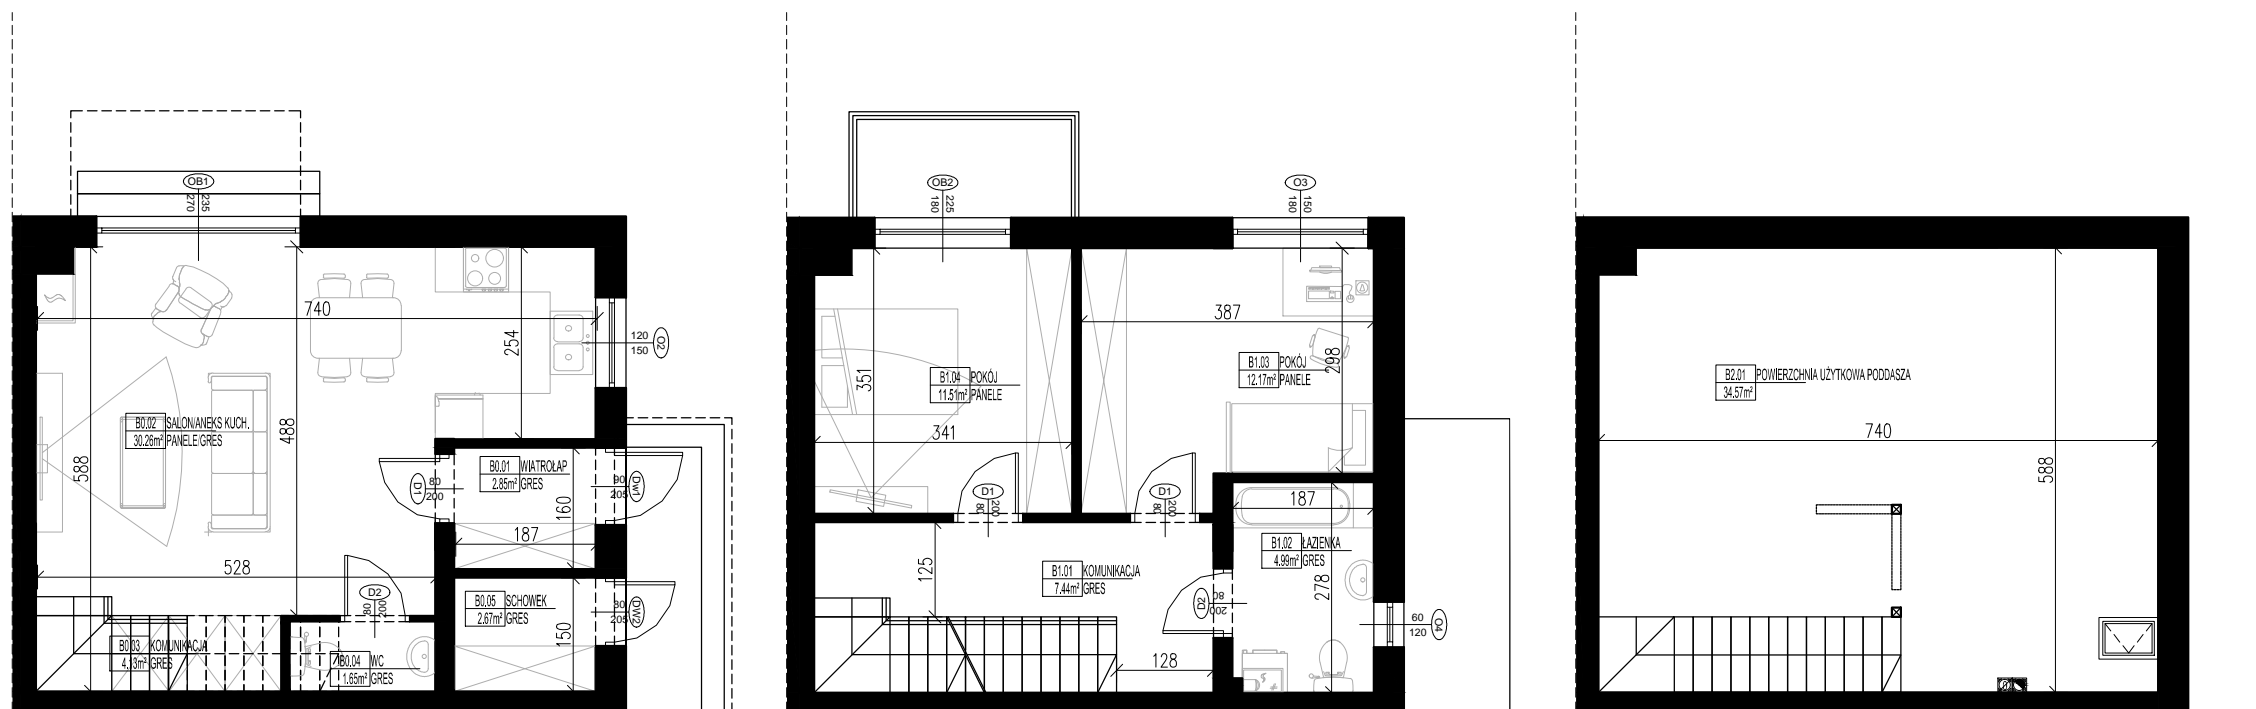 OB1
235
270
740
254
120
150
O2
B0.02 SALON/ANEKS KUCH.
30.26m² PANELE/GRES
488
588
B0.01 WIATROŁAP
2.85m² GRES
D1
80
200
90
205
Dw1
160
187
528
D2
80
200
B0.05 SCHOWEK
2.67m² GRES
80
205
DW2
150
B0.03 KOMUNIKACJA
4.13m² GRES
B0.04 WC
1.65m² GRES
OB2
225
180
O3
150
180
387
298
B1.03 POKÓJ
12.17m² PANELE
351
B1.04 POKÓJ
11.51m² PANELE
341
D1
200
80
D1
200
80
187
B1.02 ŁAZIENKA
4.99m² GRES
278
125
B1.01 KOMUNIKACJA
7.44m² GRES
D2
80
200
60
120
O4
128
B2.01 POWIERZCHNIA UŻYTKOWA PODDASZA
34.57m²
740
588